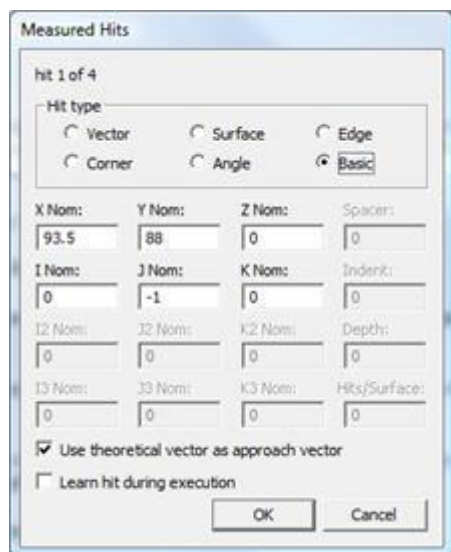 Measured Hits
hit 1 of 4
Hit type
Vector Surface Edge
Corner Angle Basic
X Nom: Y Nom: Z Nom: Spacer:
93.5 88 0 0
I Nom: J Nom: K Nom: Indent:
0 -1 0 0
I2 Nom: J2 Nom: K2 Nom: Depth:
0 0 0 0
I3 Nom: J3 Nom: K3 Nom: Hits/Surface:
0 0 0 0
Use theoretical vector as approach vector
Learn hit during execution
OK Cancel